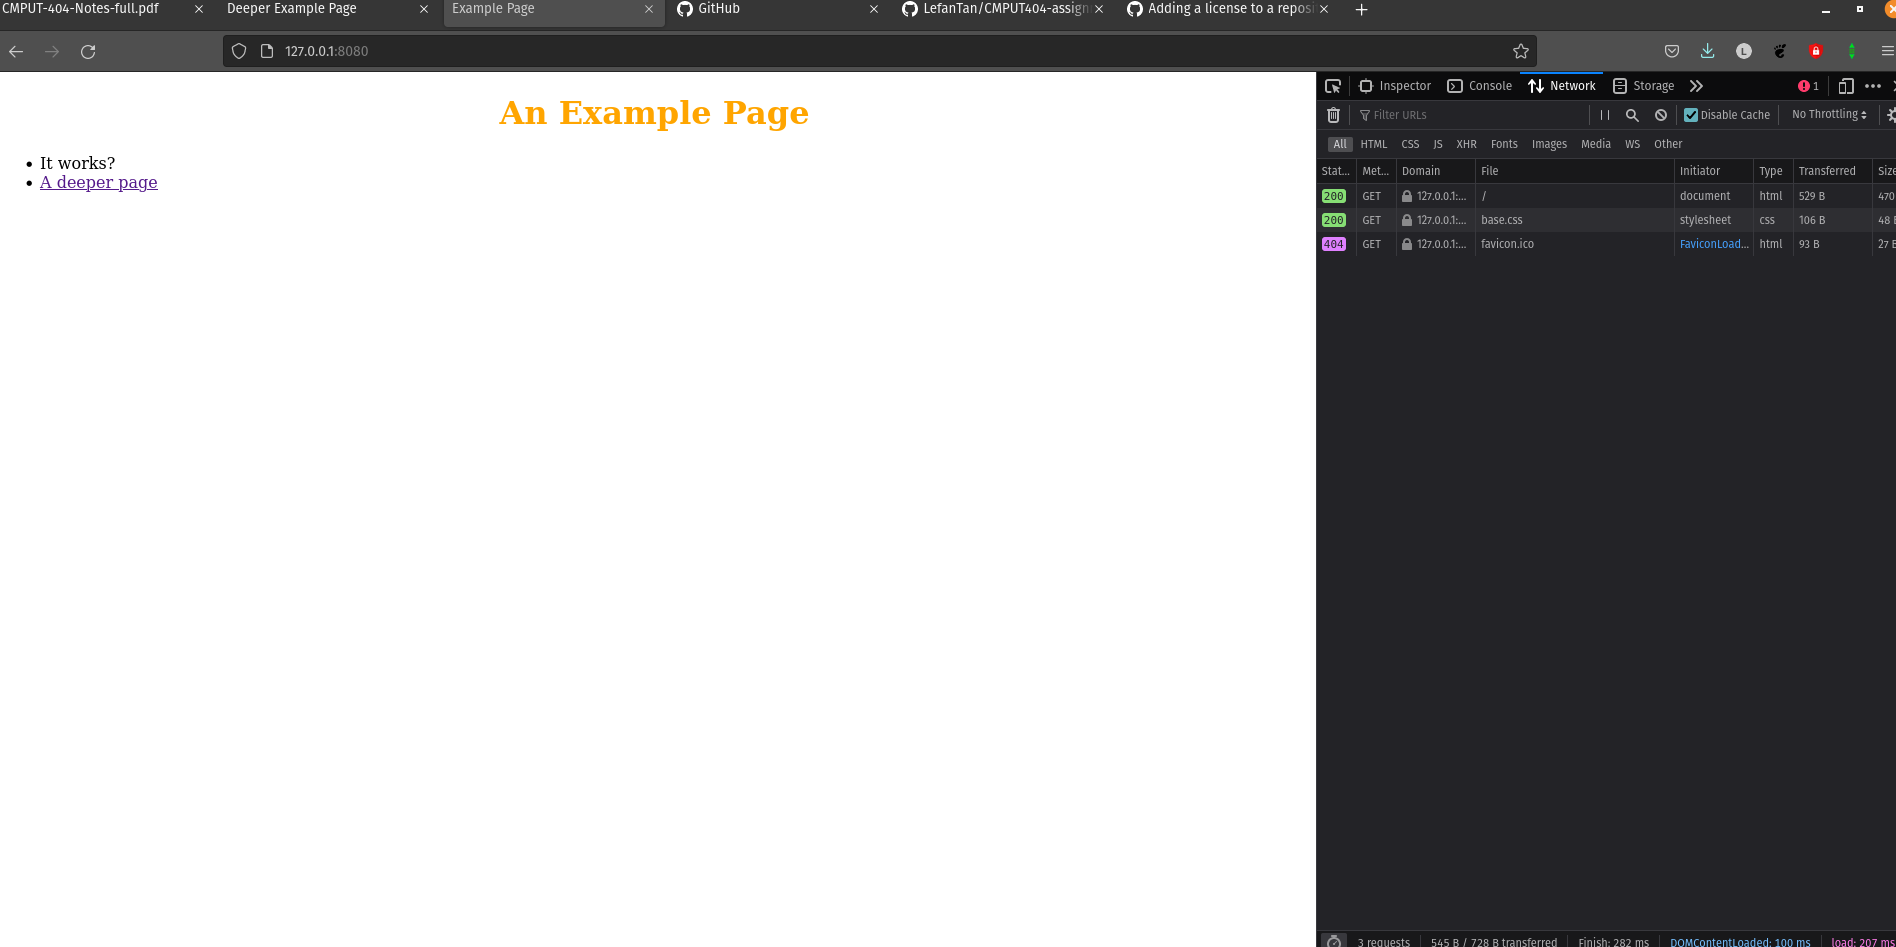 CMPUT-404-Notes-full.pdf Deeper Example Page Example Page GitHub LefanTan/CMPUT404-assign Adding a license to a reposi
127.0.0.1:8080
An Example Page
It works?
A deeper page
Inspector Console Network Storage 1
Filter URLs Disable Cache No Throttling
All HTML CSS JS XHR Fonts Images Media WS Other
Stat... Met... Domain File Initiator Type Transferred Size
200 GET 127.0.0.1:... / document html 529 B 470
200 GET 127.0.0.1:... base.css stylesheet css 106 B 48 B
404 GET 127.0.0.1:... favicon.ico FaviconLoad... html 93 B 27 B
3 requests 545 B / 728 B transferred Finish: 282 ms DOMContentLoaded: 100 ms load: 207 ms